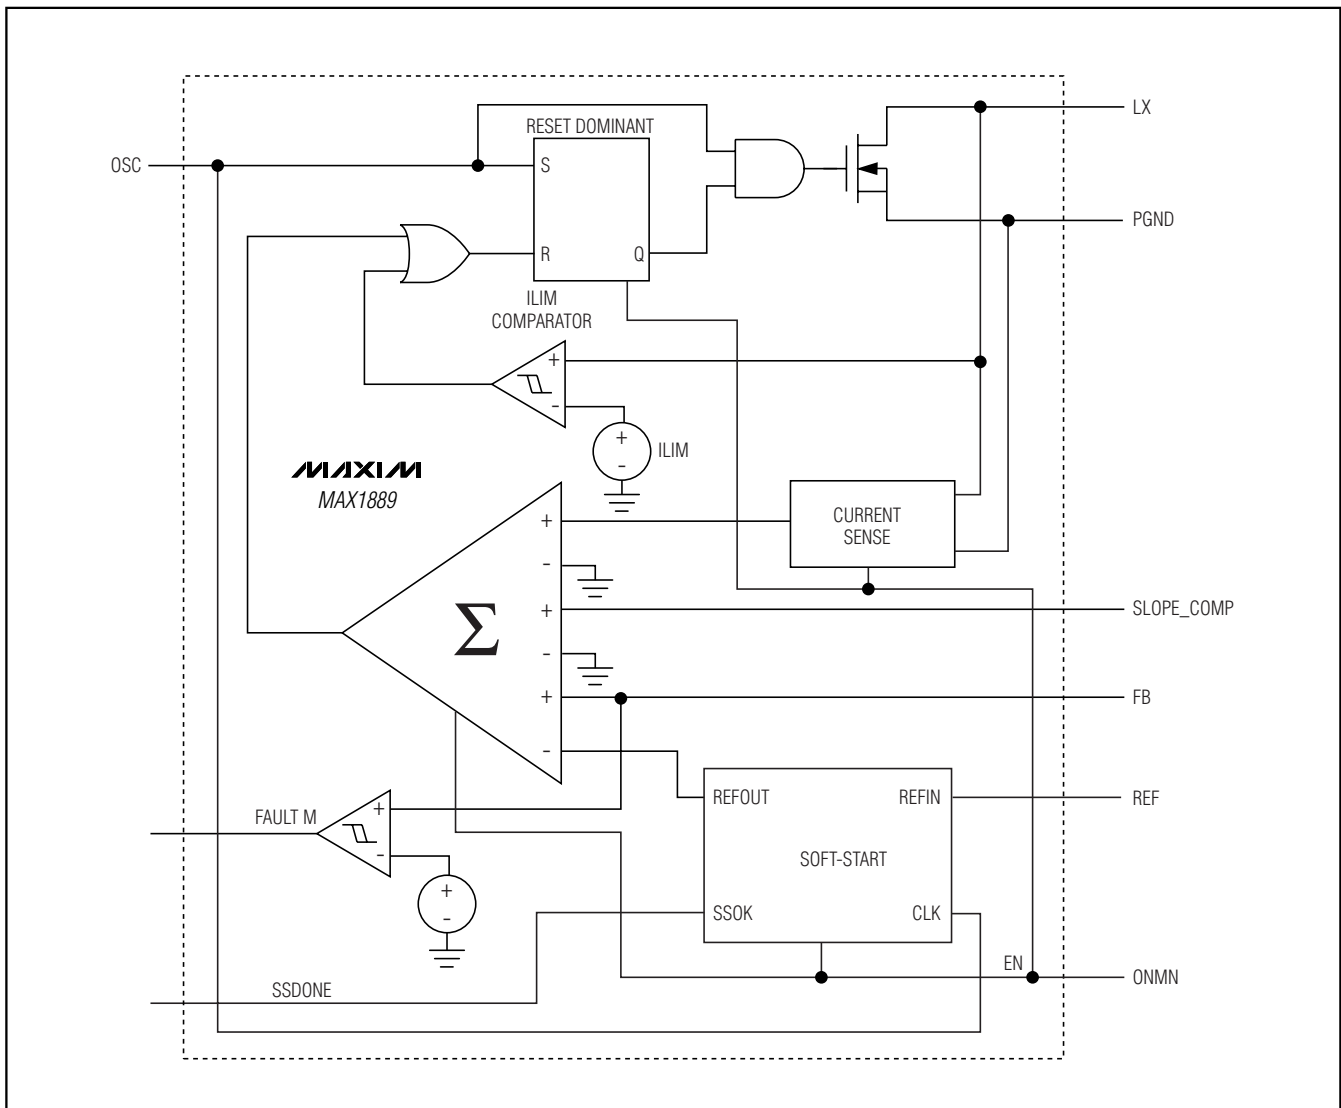 LX
RESET DOMINANT
OSC
S
PGND
R
Q
ILIM
COMPARATOR
+
-
+
-
ILIM
MAXIM
MAX1889
CURRENT
SENSE
+
-
+
-
+
-
Σ
SLOPE_COMP
FB
REFOUT
REFIN
REF
FAULT M
+
-
SOFT-START
+
-
SSOK
CLK
EN
ONMN
SSDONE